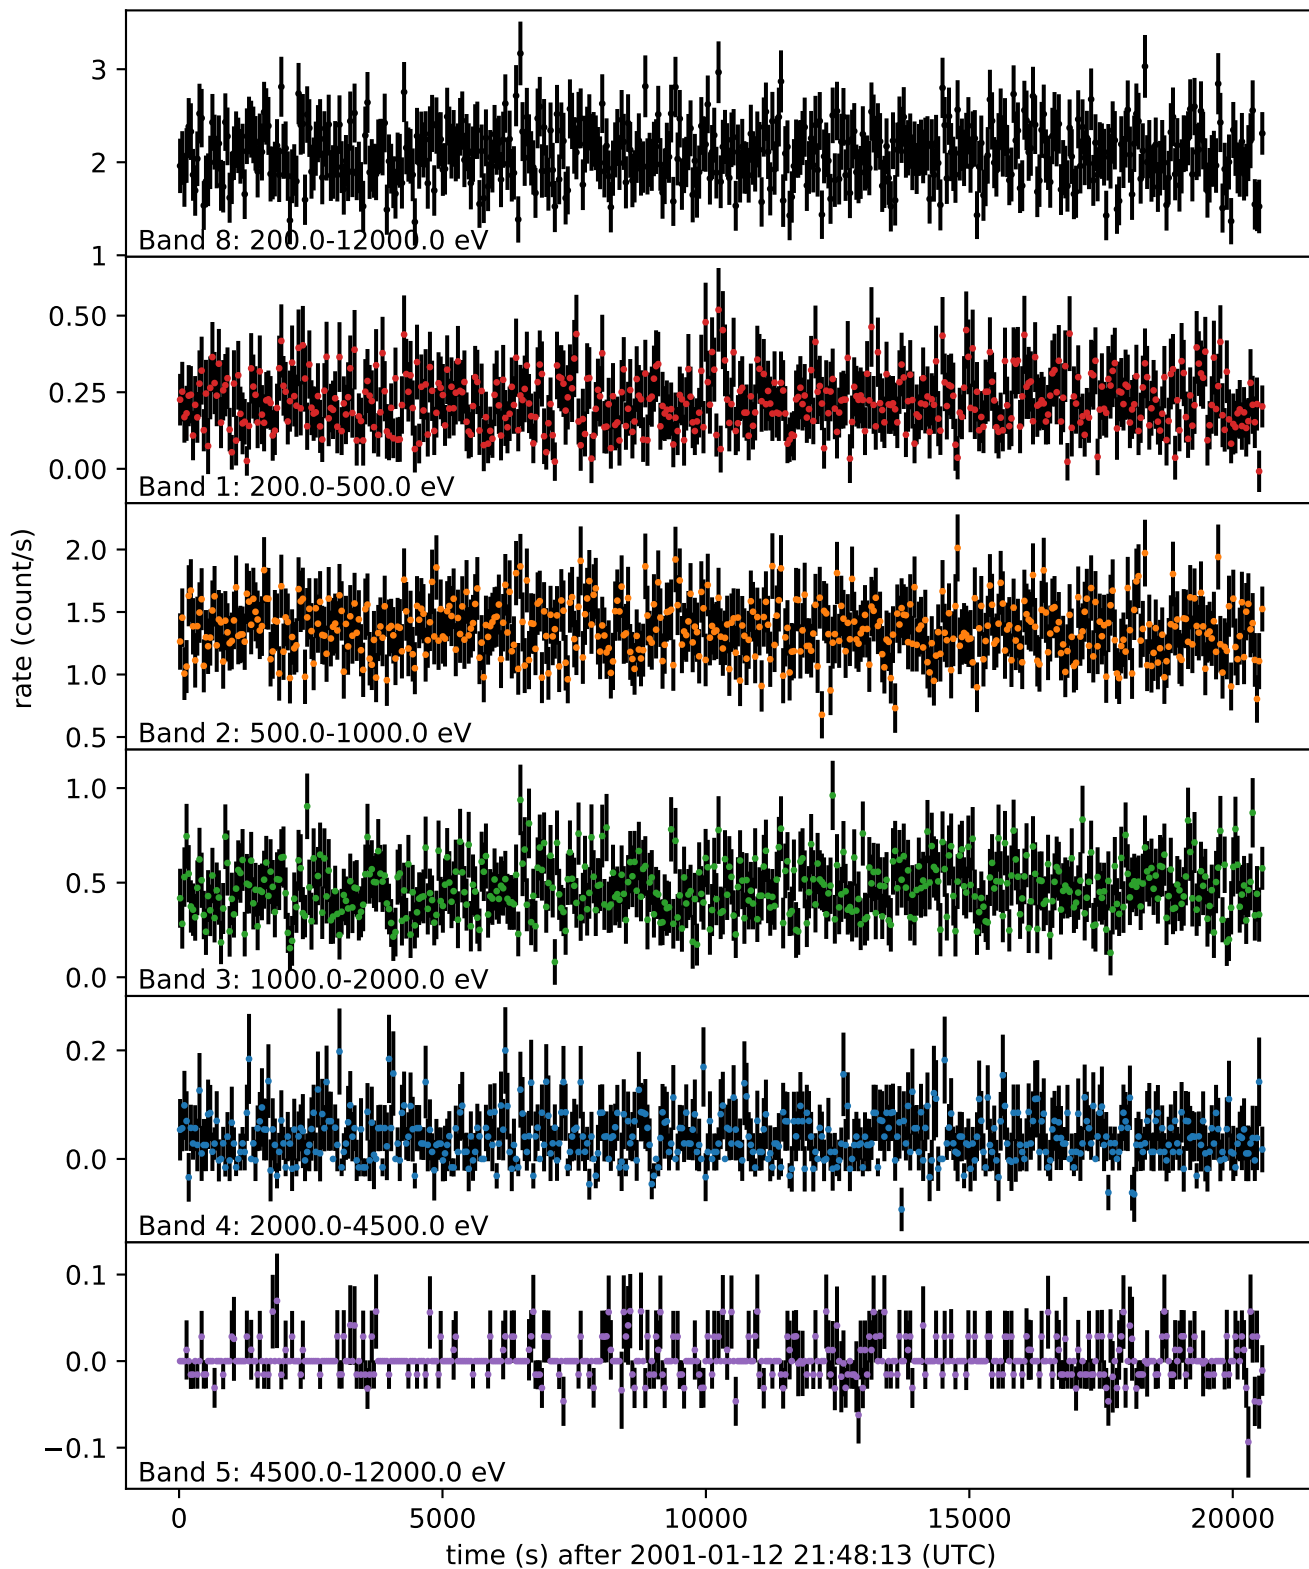 3
2
1
Band 8: 200.0-12000.0 eV
0.50
0.25
0.00
Band 1: 200.0-500.0 eV
rate (count/s)
2.0
1.5
1.0
0.5
Band 2: 500.0-1000.0 eV
1.0
0.5
0.0
Band 3: 1000.0-2000.0 eV
0.2
0.0
Band 4: 2000.0-4500.0 eV
0.1
0.0
−0.1
Band 5: 4500.0-12000.0 eV
0 5000 10000 15000 20000
time (s) after 2001-01-12 21:48:13 (UTC)